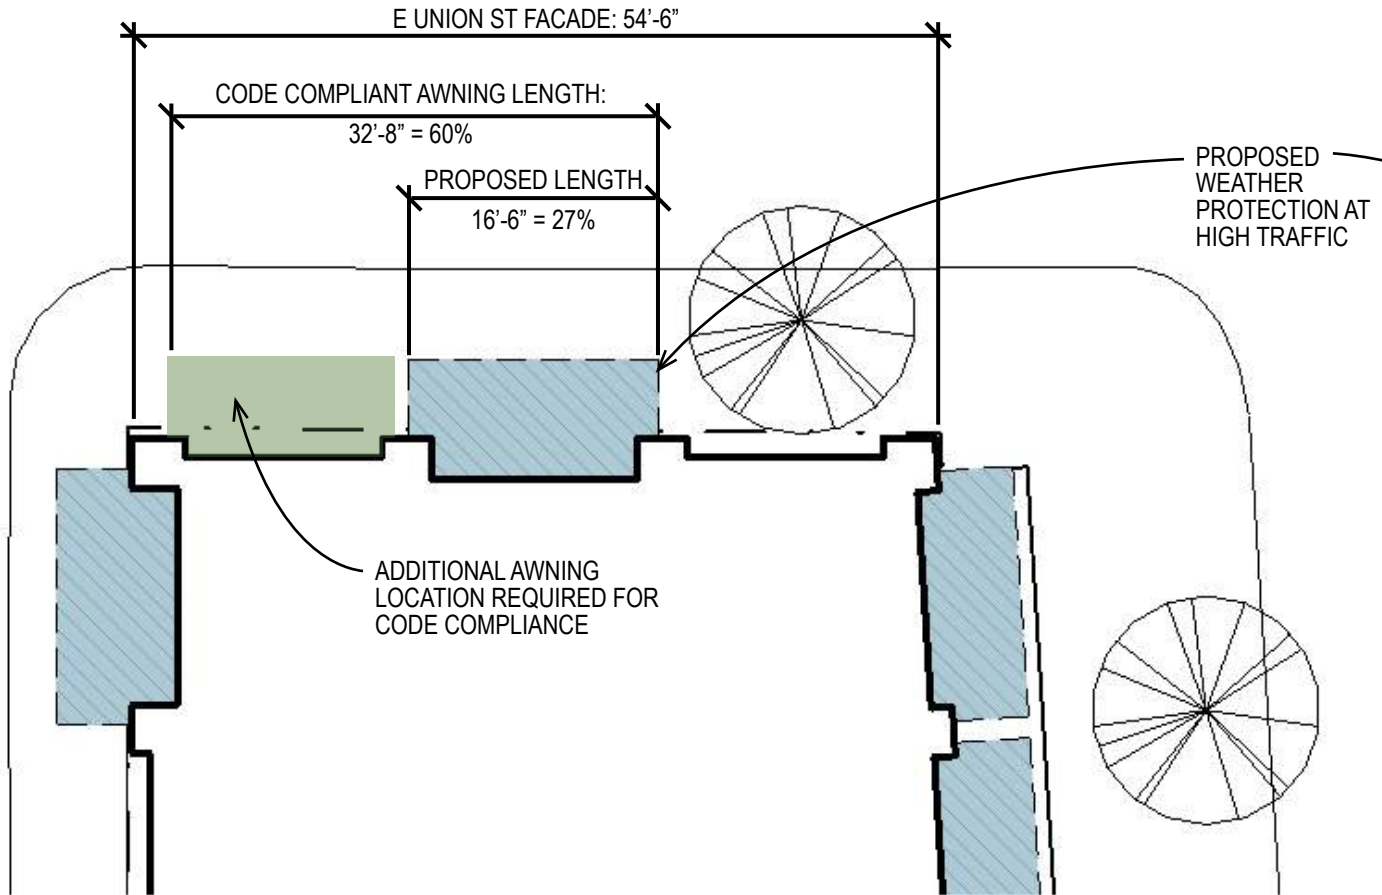 E UNION ST FACADE: 54’-6”
CODE COMPLIANT AWNING LENGTH:
32’-8” = 60%
PROPOSED LENGTH
16’-6” = 27%
PROPOSED
WEATHER
PROTECTION AT
HIGH TRAFFIC
ADDITIONAL AWNING
LOCATION REQUIRED FOR
CODE COMPLIANCE